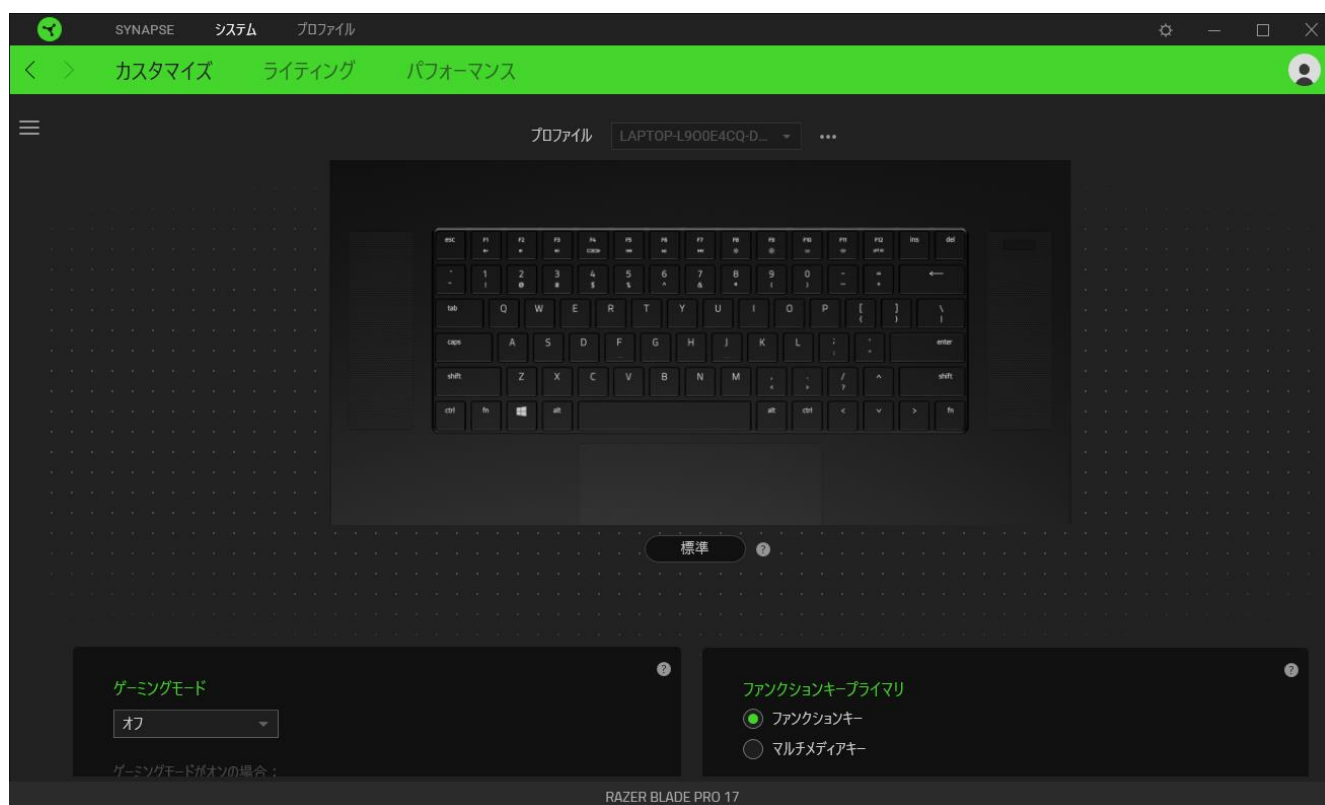 SYNAPSE システム プロファイル
カスタマイズ ライティング パフォーマンス
プロファイル LAPTOP-L9O0E4CQ-D... •••
esc F1 F2 F3 F4 F5 F6 F7 F8 F9 F10 F11 F12 ins del
1 2 3 4 5 6 7 8 9 0 - =
! @ # $ % ^ & * ( ) _ +
tab Q W E R T Y U I O P [ ] \
{ } |
caps A S D F G H J K L ; ' enter
shift Z X C V B N M , . / ^ shift
< > ?
ctrl fn alt alt ctrl < v > fn
標準 ?
ゲーミングモード ?
オフ
ゲーミングモードがオンの場合：
ファンクションキープライマリ ?
ファンクションキー
マルチメディアキー
RAZER BLADE PRO 17